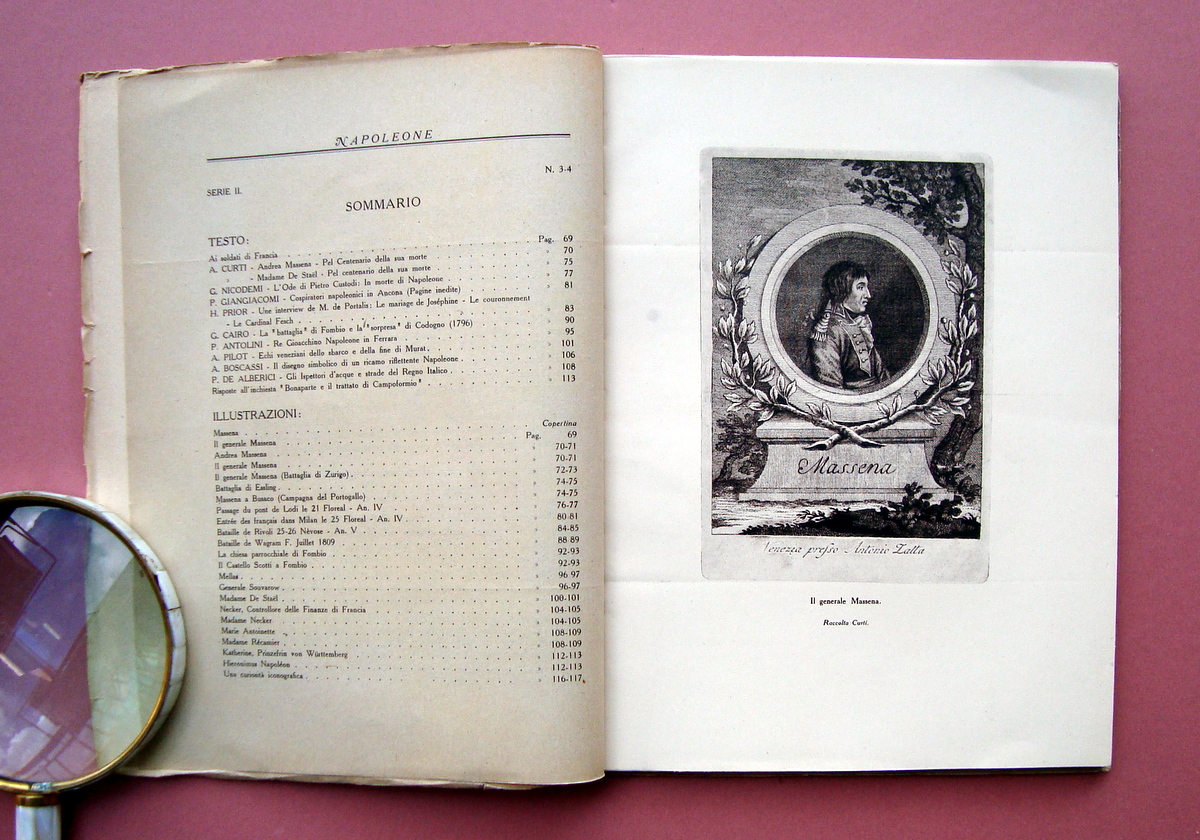 NAPOLEONE
SERIE II. N. 3-4
SOMMARIO
TESTO:
Ai soldati di Francia Pag. 69
A. CURTI - Andrea Massena - Pel Centenario della sua morte » 70
» - Madame De Staël - Pel centenario della sua morte » 75
G. NICODEMI - L'Ode di Pietro Custodi: In morte di Napoleone » 77
P. GIANGIACOMI - Cospiratori napoleonici in Ancona (Pagine inedite) » 81
H. PRIOR - Une interview de M. de Portalis: Le mariage de Joséphine - Le couronnement
- La Cardinal Fesch » 83
G. CAIRO - La "battaglia" di Fombio e la "sorpresa" di Codogno (1796) » 90
P. ANTOLINI - Re Gioacchino Napoleone in Ferrara » 95
A. PILOT - Echi veneziani dello sbarco e della fine di Murat » 101
A. BOSCASSI - Il disegno simbolico di un ricamo riflettente Napoleone » 106
P. DE ALBERICI - Gli Ispettori d'acque e strade del Regno Italico » 108
Risposte all'inchiesta "Bonaparte e il trattato di Campoformio" » 113
ILLUSTRAZIONI:
Massena Copertina
Il generale Massena Pag. 69
Andrea Massena » 70-71
Il generale Massena » 70-71
Il generale Massena (Battaglia di Zurigo) » 72-73
Battaglia di Essling » 74-75
Massena a Busaco (Campagna del Portogallo) » 74-75
Passage du pont de Lodi le 21 Floreal - An. IV » 76-77
Entrée des français dans Milan le 25 Floreal - An. IV » 80-81
Bataille de Rivoli 25-26 Nèvose - An. V » 84-85
Bataille de Wagram F. Juillet 1809 » 88-89
La chiesa parrocchiale di Fombio » 92-93
Il Castello Scotti a Fombio » 92-93
Mellas » 96-97
Generale Souvarow » 96-97
Madame De Staël » 100-101
Necker, Controllore delle Finanze di Francia » 104-105
Madame Necker » 104-105
Marie Antoinette » 108-109
Madame Récamier » 108-109
Katherine, Prinzefrin von Württemberg » 112-113
Hieronimus Napoléon » 112-113
Una curiosità iconografica » 116-117
Massena
Venezia presso Antonio Zatta
Il generale Massena.
Raccolta Curti.